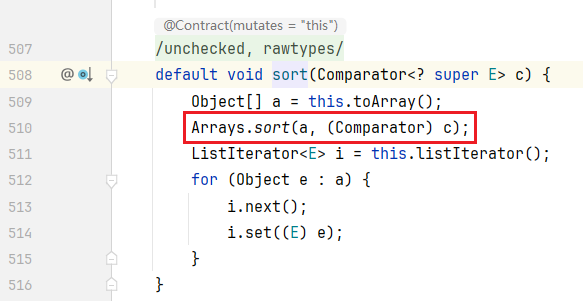 @Contract(mutates = "this")
507 /unchecked, rawtypes/
508 @ default void sort(Comparator<? super E> c) {
509 Object[] a = this.toArray();
510 Arrays.sort(a, (Comparator) c);
511 ListIterator<E> i = this.listIterator();
512 for (Object e : a) {
513 i.next();
514 i.set((E) e);
515 }
516 }